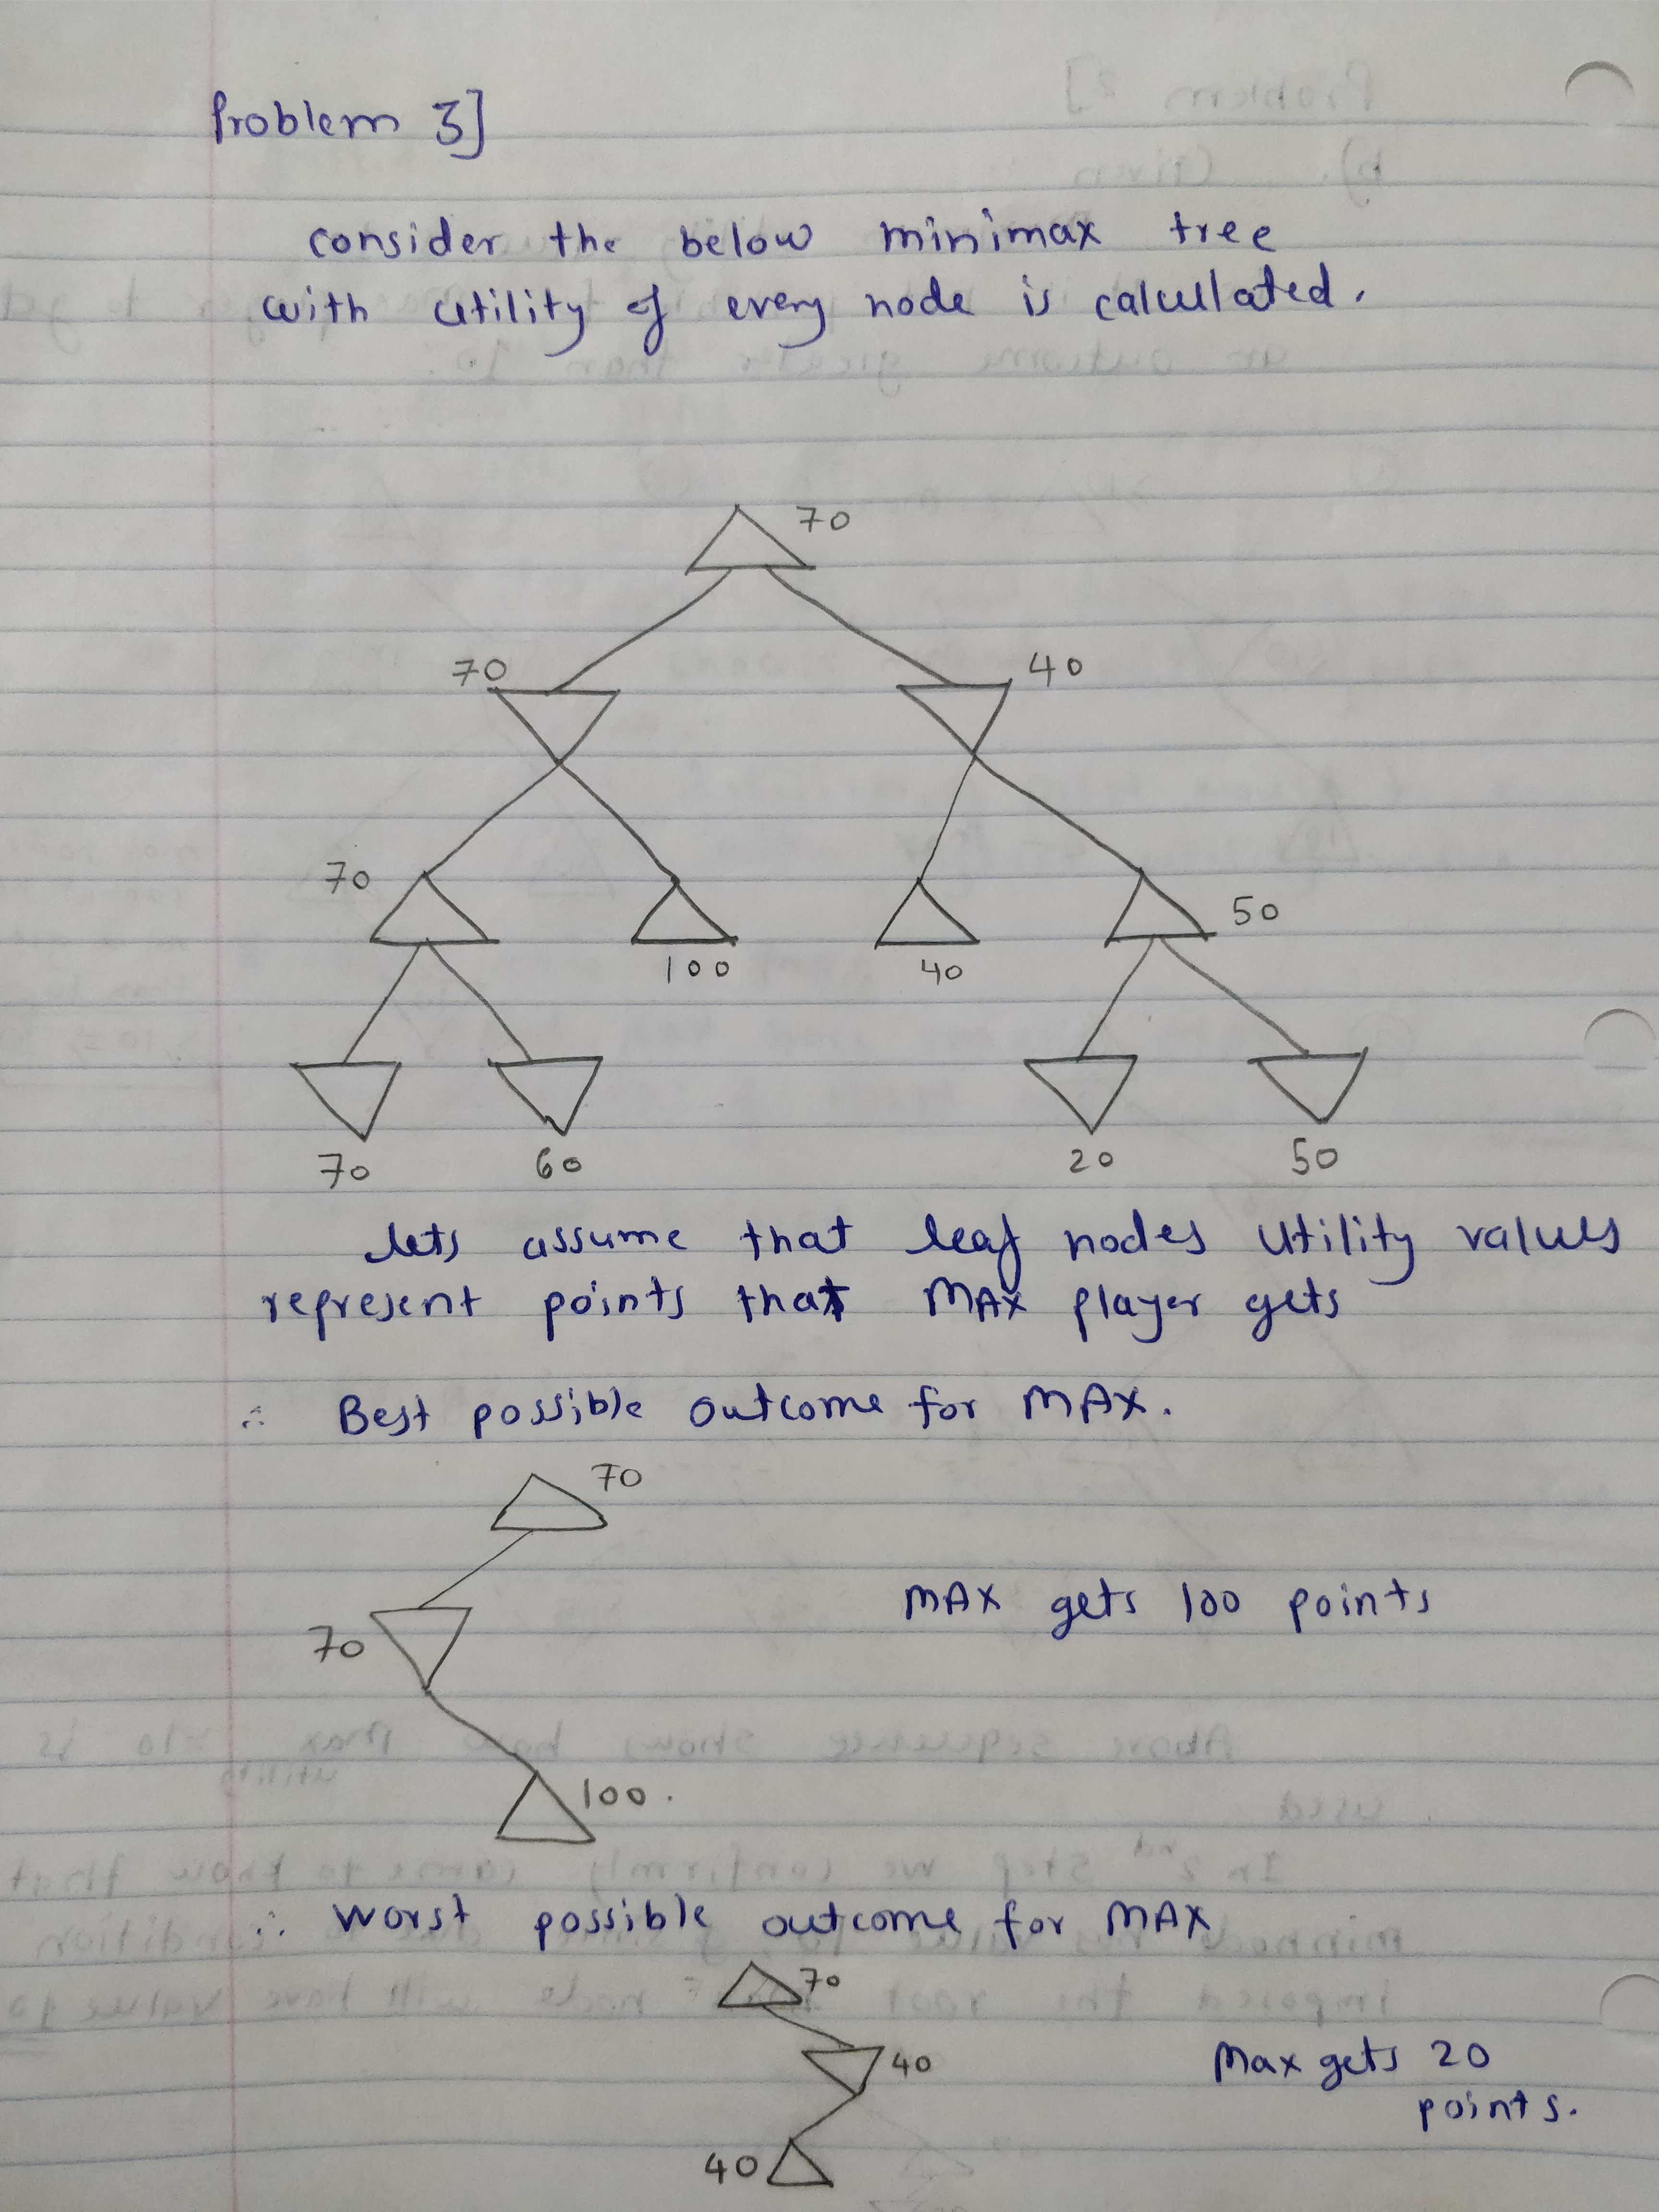 Problem 3]
consider the below minimax tree
with utility of every node is calculated.
70
70 40
70 50
100 40
70 60 20 50
lets assume that leaf nodes utility values
represent points that MAX player gets
∴ Best possible outcome for MAX.
70
MAX gets 100 points
70
100.
∴ worst possible outcome for MAX
70
40
Max gets 20
points.
40